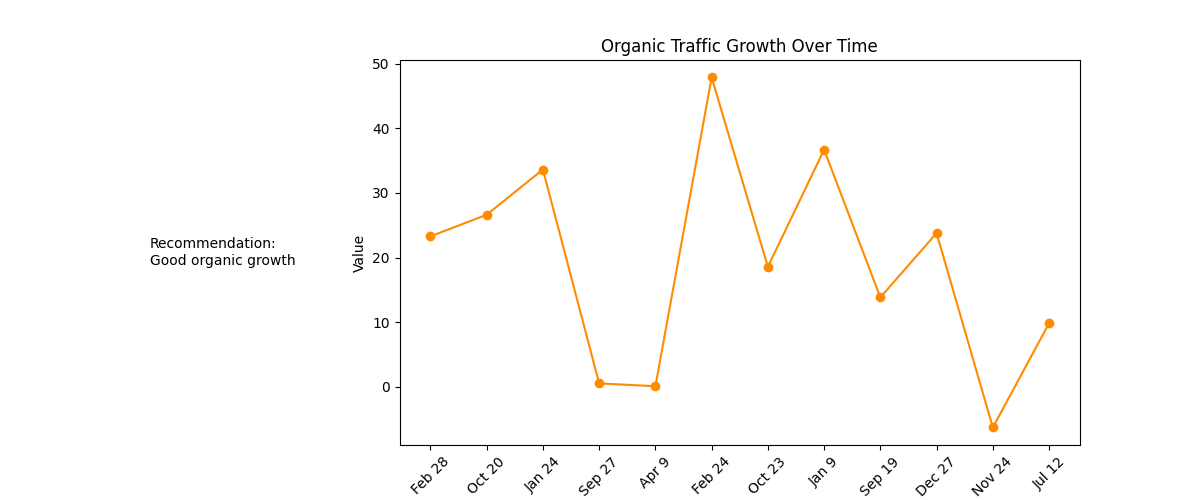 Organic Traffic Growth Over Time
Recommendation:
Good organic growth
Value
50
40
30
20
10
0
Feb 28
Oct 20
Jan 24
Sep 27
Apr 9
Feb 24
Oct 23
Jan 9
Sep 19
Dec 27
Nov 24
Jul 12